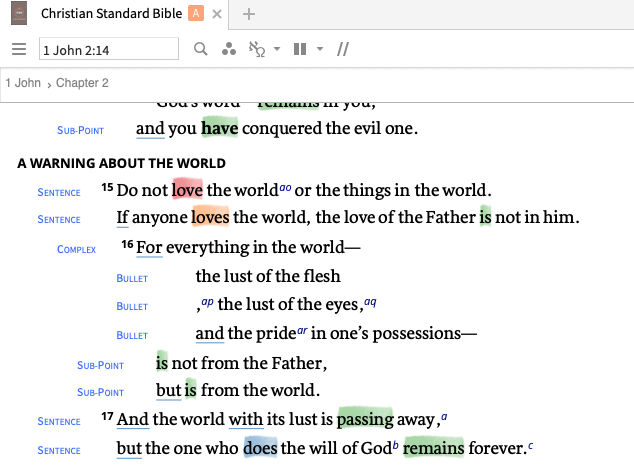 Christian Standard Bible A
1 John 2:14
1 John › Chapter 2
God's word remains in you,
SUB-POINT and you have conquered the evil one.
A WARNING ABOUT THE WORLD
SENTENCE 15 Do not love the world ao or the things in the world.
SENTENCE If anyone loves the world, the love of the Father is not in him.
COMPLEX 16 For everything in the world—
BULLET the lust of the flesh
BULLET , ap the lust of the eyes, aq
BULLET and the pride ar in one's possessions—
SUB-POINT is not from the Father,
SUB-POINT but is from the world.
SENTENCE 17 And the world with its lust is passing away, a
SENTENCE but the one who does the will of God b remains forever. c